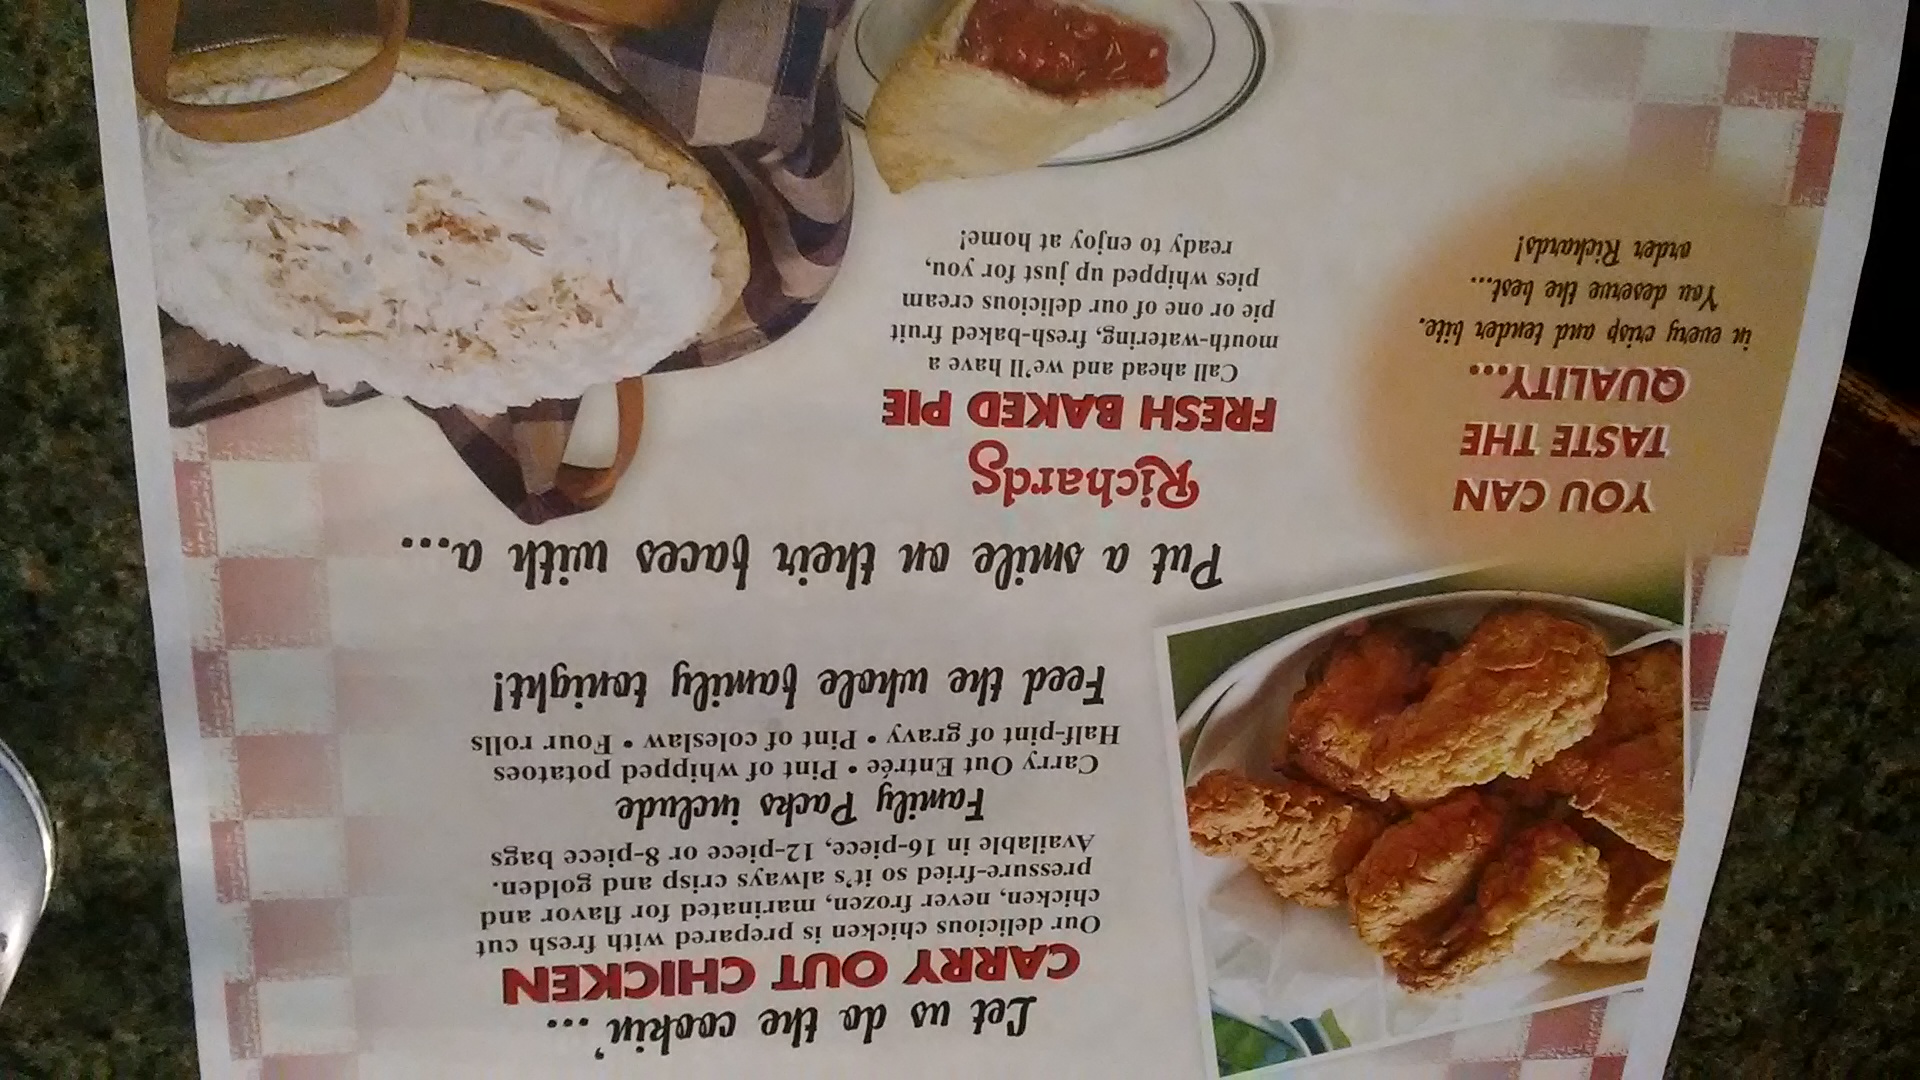 Let us do the cookin'...
CARRY OUT CHICKEN
Our delicious chicken is prepared with fresh cut
chicken, never frozen, marinated for flavor and
pressure-fried so it's always crisp and golden.
Available in 16-piece, 12-piece or 8-piece bags
Family Packs include
Carry Out Entrée • Pint of whipped potatoes
Half-pint of gravy • Pint of coleslaw • Four rolls
Feed the whole family tonight!
Put a smile on their faces with a...
Richards
FRESH BAKED PIE
Call ahead and we'll have a
mouth-watering, fresh-baked fruit
pie or one of our delicious cream
pies whipped up just for you,
ready to enjoy at home!
YOU CAN
TASTE THE
QUALITY...
in every crisp and tender bite.
You deserve the best...
order Richards!